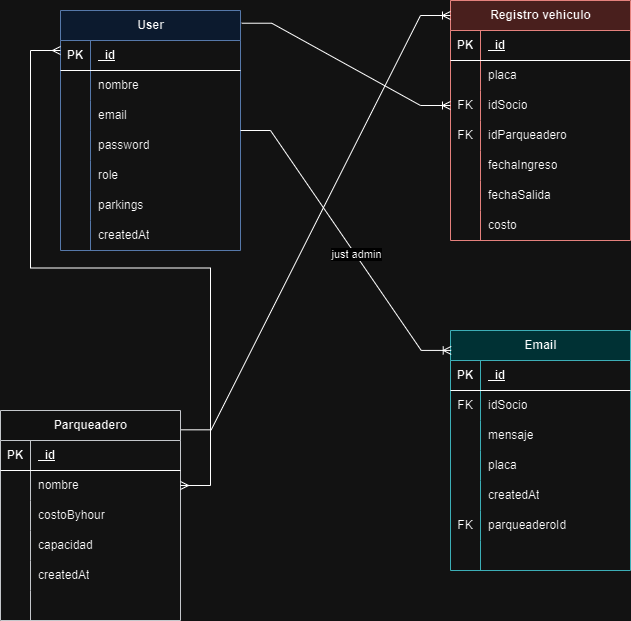 User
PK _id
nombre
email
password
role
parkings
createdAt
Registro vehiculo
PK _id
placa
FK idSocio
FK idParqueadero
fechaIngreso
fechaSalida
costo
just admin
Email
PK _id
FK idSocio
mensaje
placa
createdAt
FK parqueaderoId
Parqueadero
PK _id
nombre
costoByhour
capacidad
createdAt